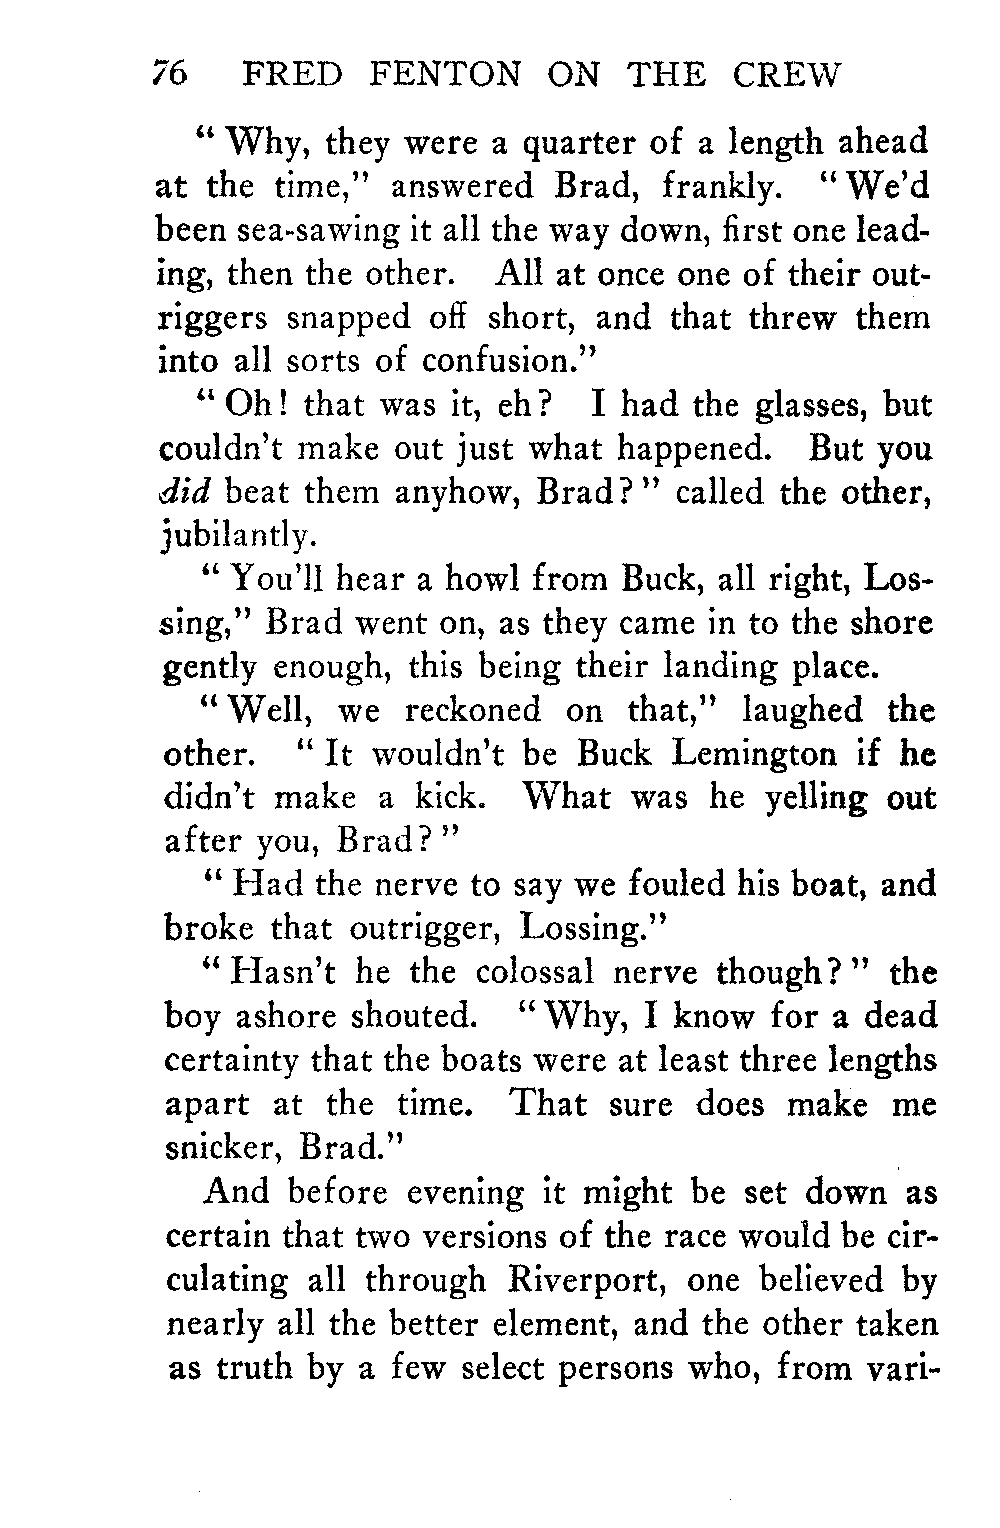 76 FRED FENTON ON THE CREW
“Why, they were a quarter of a length ahead
at the time,” answered Brad, frankly. “We’d
been sea-sawing it all the way down, first one lead-
ing, then the other. All at once one of their out-
riggers snapped off short, and that threw them
into all sorts of confusion.”
“Oh! that was it, eh? I had the glasses, but
couldn’t make out just what happened. But you
did beat them anyhow, Brad?” called the other,
jubilantly.
“You’ll hear a howl from Buck, all right, Los-
sing,” Brad went on, as they came in to the shore
gently enough, this being their landing place.
“Well, we reckoned on that,” laughed the
other. “It wouldn’t be Buck Lemington if he
didn’t make a kick. What was he yelling out
after you, Brad?”
“Had the nerve to say we fouled his boat, and
broke that outrigger, Lossing.”
“Hasn’t he the colossal nerve though?” the
boy ashore shouted. “Why, I know for a dead
certainty that the boats were at least three lengths
apart at the time. That sure does make me
snicker, Brad.”
And before evening it might be set down as
certain that two versions of the race would be cir-
culating all through Riverport, one believed by
nearly all the better element, and the other taken
as truth by a few select persons who, from vari-